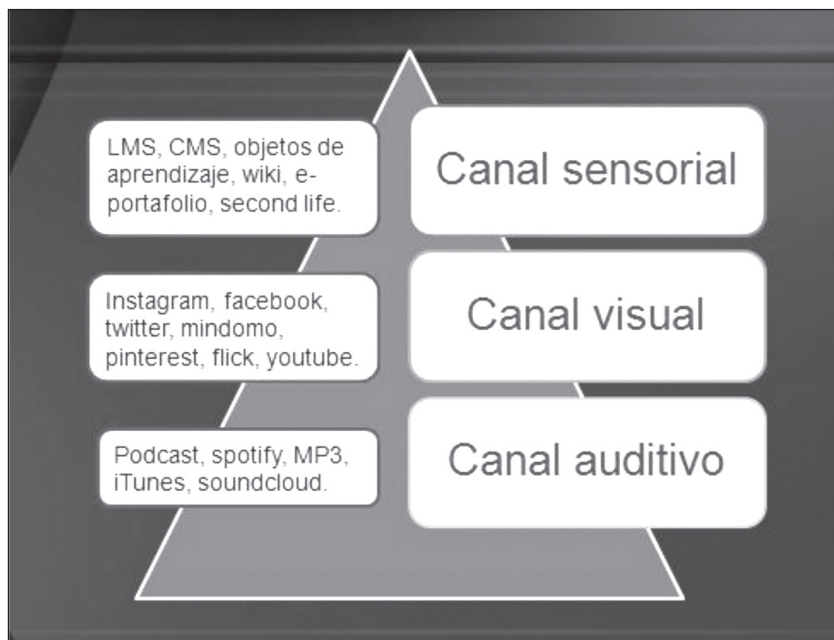 LMS, CMS, objetos de
aprendizaje, wiki, e-
portafolio, second life.
Canal sensorial
Instagram, facebook,
twitter, mindomo,
pinterest, flick, youtube.
Canal visual
Podcast, spotify, MP3,
iTunes, soundcloud.
Canal auditivo